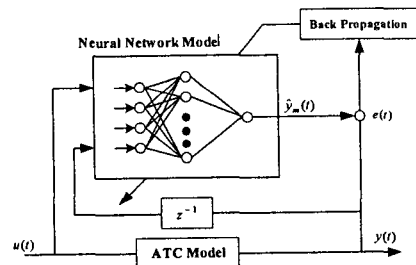 Back Propagation
Neural Network Model
ŷm(t)
e(t)
z⁻¹
u(t)
ATC Model
y(t)